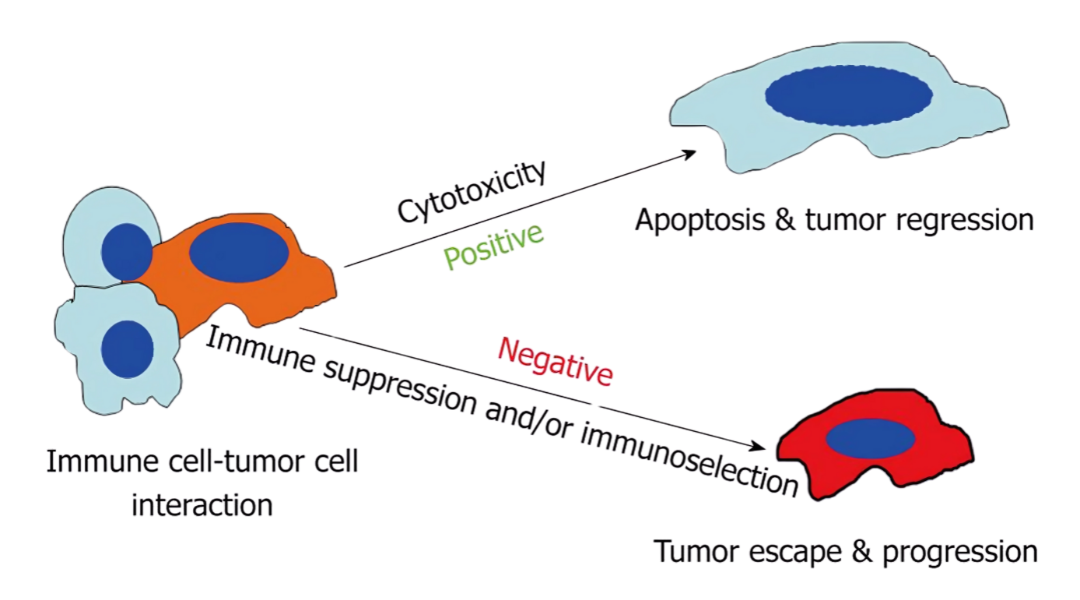 Cytotoxicity
Positive
Apoptosis & tumor regression
Negative
Immune suppression and/or immunoselection
Immune cell-tumor cell
interaction
Tumor escape & progression